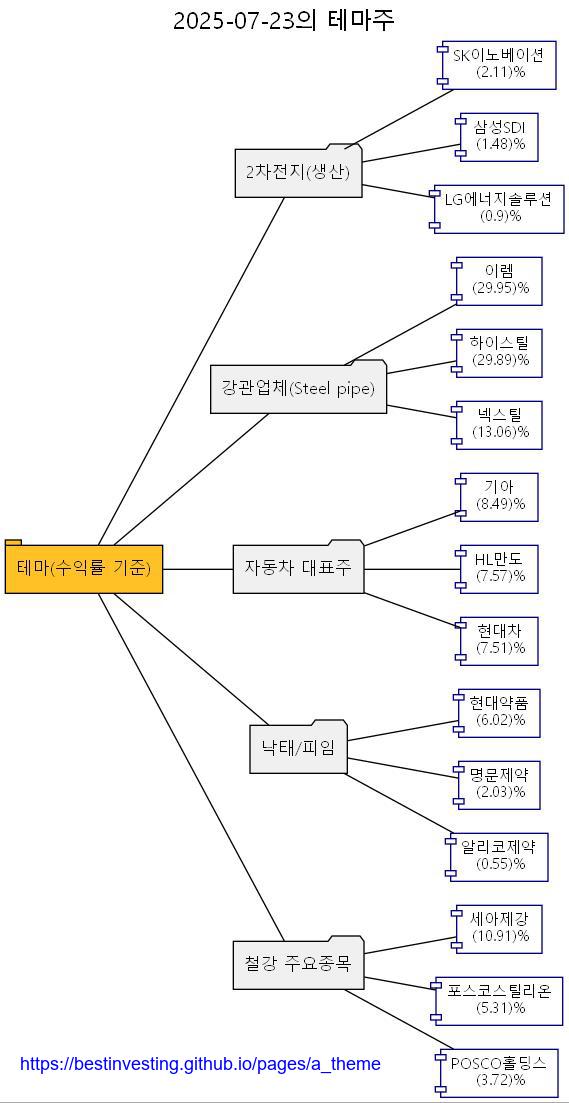 2025-07-23의 테마주
테마(수익률 기준)
2차전지(생산)
SK이노베이션
(2.11)%
삼성SDI
(1.48)%
LG에너지솔루션
(0.9)%
강관업체(Steel pipe)
이렘
(29.95)%
하이스틸
(29.89)%
넥스틸
(13.06)%
자동차 대표주
기아
(8.49)%
HL만도
(7.57)%
현대차
(7.51)%
낙태/피임
현대약품
(6.02)%
명문제약
(2.03)%
알리코제약
(0.55)%
철강 주요종목
세아제강
(10.91)%
포스코스틸리온
(5.31)%
POSCO홀딩스
(3.72)%
https://bestinvesting.github.io/pages/a_theme